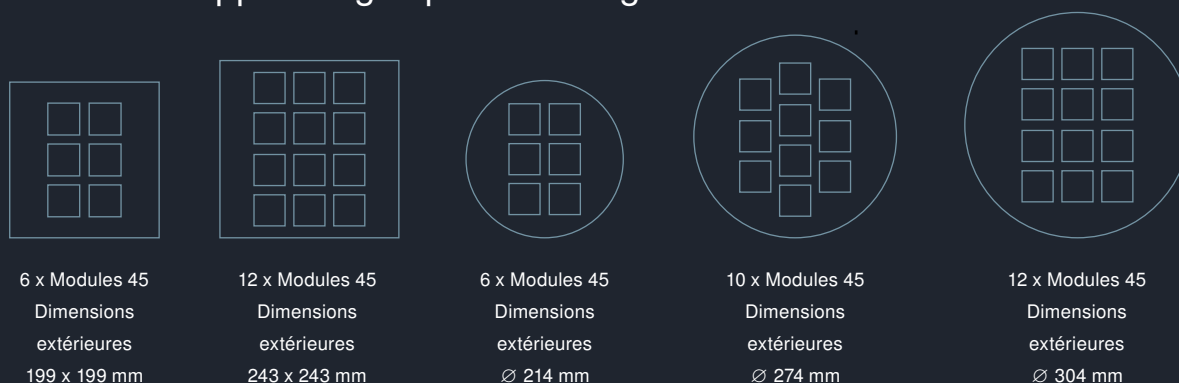 6 x Modules 45
Dimensions
extérieures
199 x 199 mm
12 x Modules 45
Dimensions
extérieures
243 x 243 mm
6 x Modules 45
Dimensions
extérieures
∅ 214 mm
10 x Modules 45
Dimensions
extérieures
∅ 274 mm
12 x Modules 45
Dimensions
extérieures
∅ 304 mm